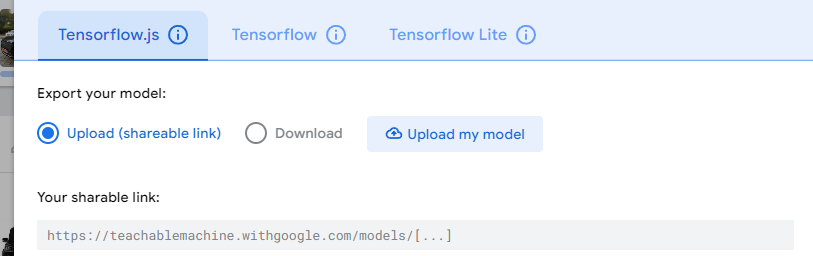 Tensorflow.js Tensorflow Tensorflow Lite
Export your model:
Upload (shareable link) Download Upload my model
Your sharable link:
https://teachablemachine.withgoogle.com/models/[...]